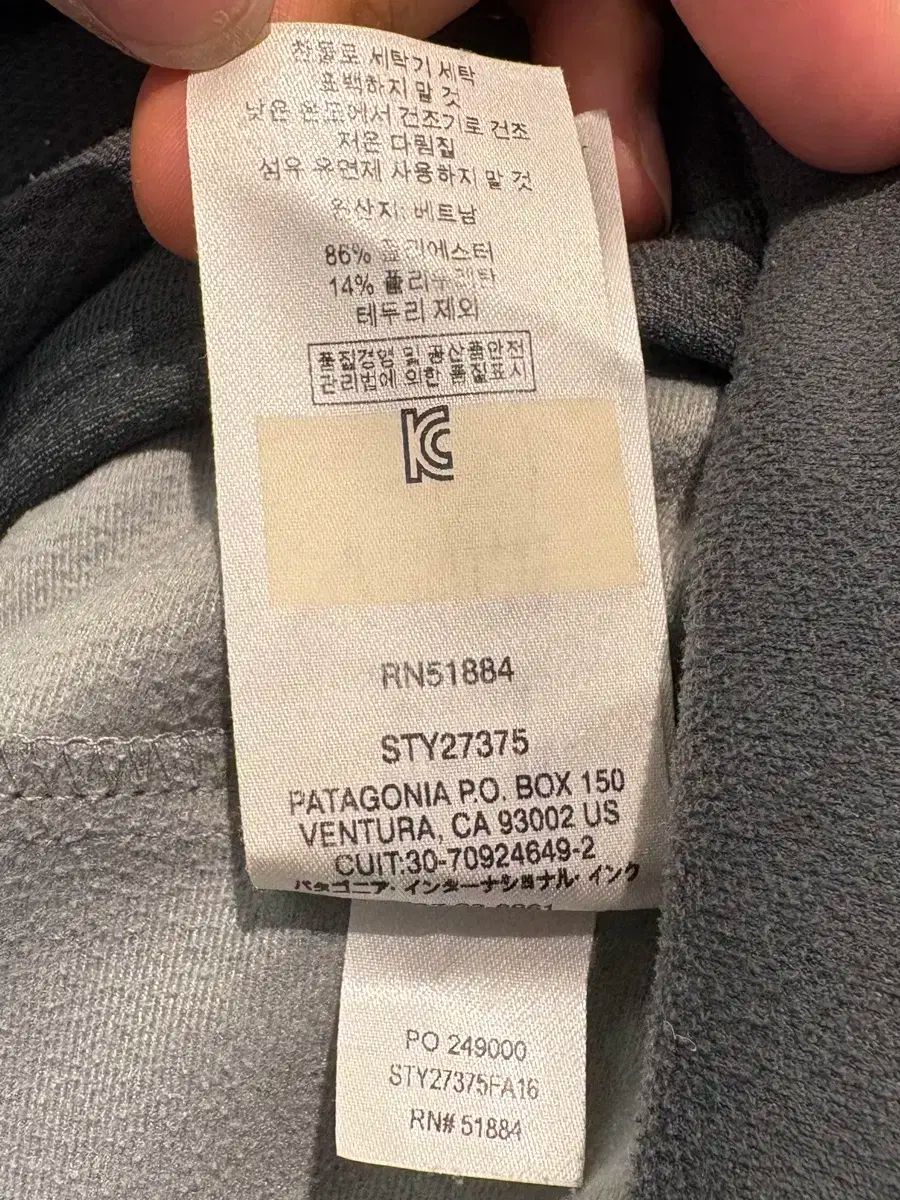 찬물로 세탁기 세탁
표백하지 말 것
낮은 온도에서 건조기로 건조
저온 다림질
섬유 유연제 사용하지 말 것
원산지: 베트남
86% 폴리에스터
14% 폴리우레탄
테두리 제외
품질경영 및 공산품안전
관리법에 의한 품질표시
KC
RN51884
STY27375
PATAGONIA P.O. BOX 150
VENTURA, CA 93002 US
CUIT:30-70924649-2
パタゴニア・インターナショナル・インク
PO 249000
STY27375FA16
RN# 51884